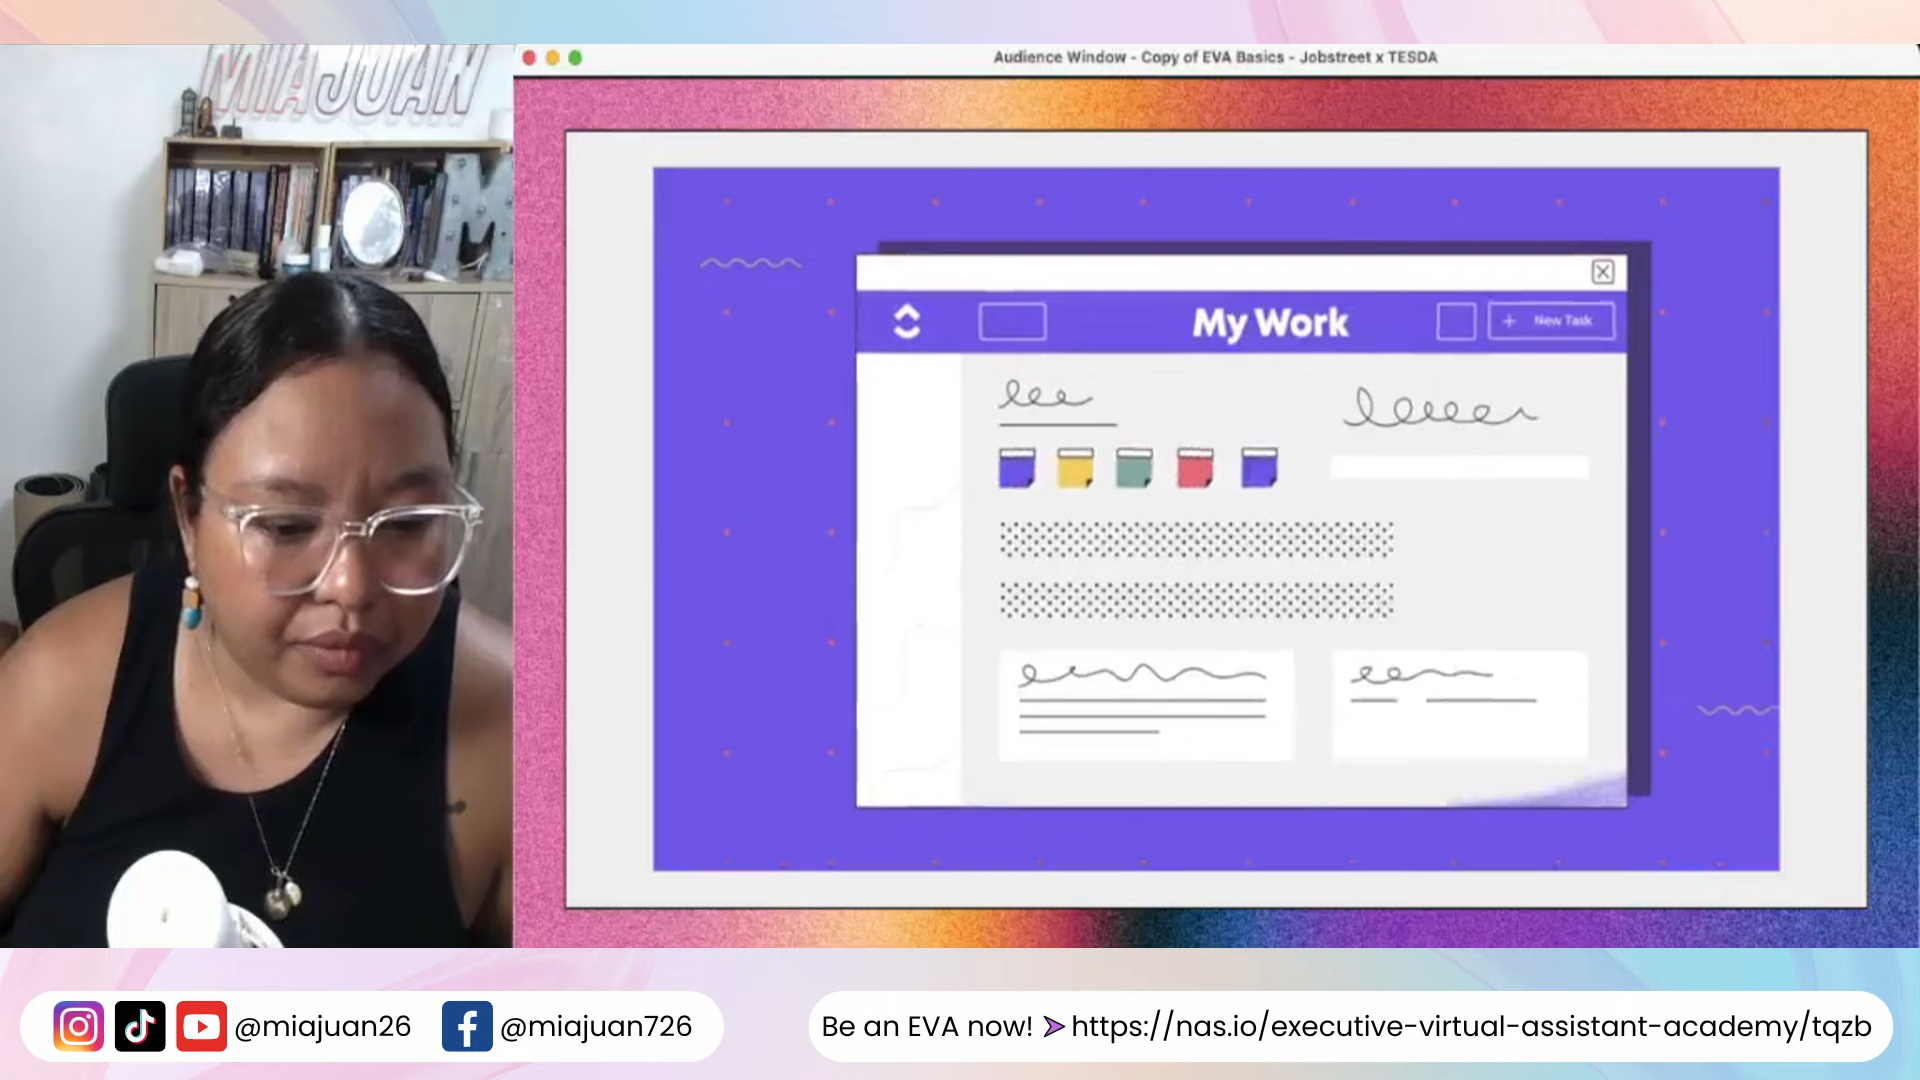 MIAJUAN
Audience Window - Copy of EVA Basics - Jobstreet x TESDA
My Work
+ New Task
@miajuan26
@miajuan726
Be an EVA now! ➤ https://nas.io/executive-virtual-assistant-academy/tqzb